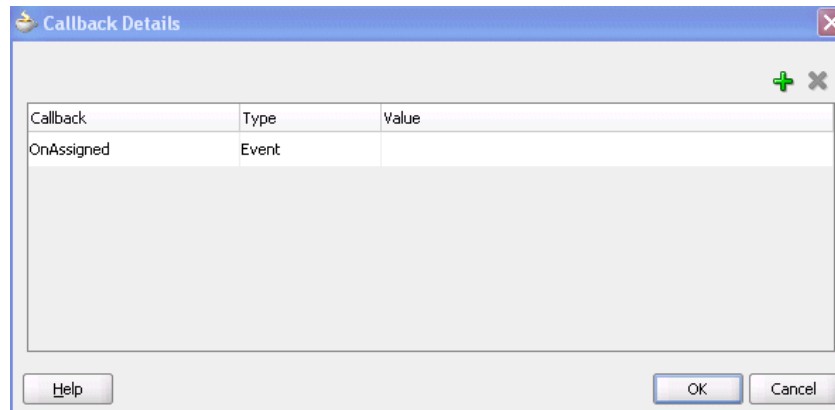 Callback Details
Callback Type Value
OnAssigned Event
Help OK Cancel